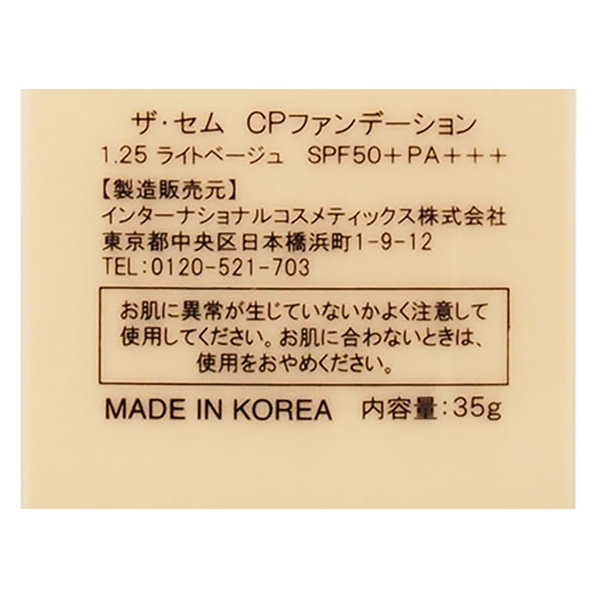 ザ・セム CPファンデーション
1.25 ライトベージュ SPF50+PA+++
【製造販売元】
インターナショナルコスメティックス株式会社
東京都中央区日本橋浜町1-9-12
TEL:0120-521-703
お肌に異常が生じていないかよく注意して
使用してください。お肌に合わないときは、
使用をおやめください。
MADE IN KOREA 内容量:35g